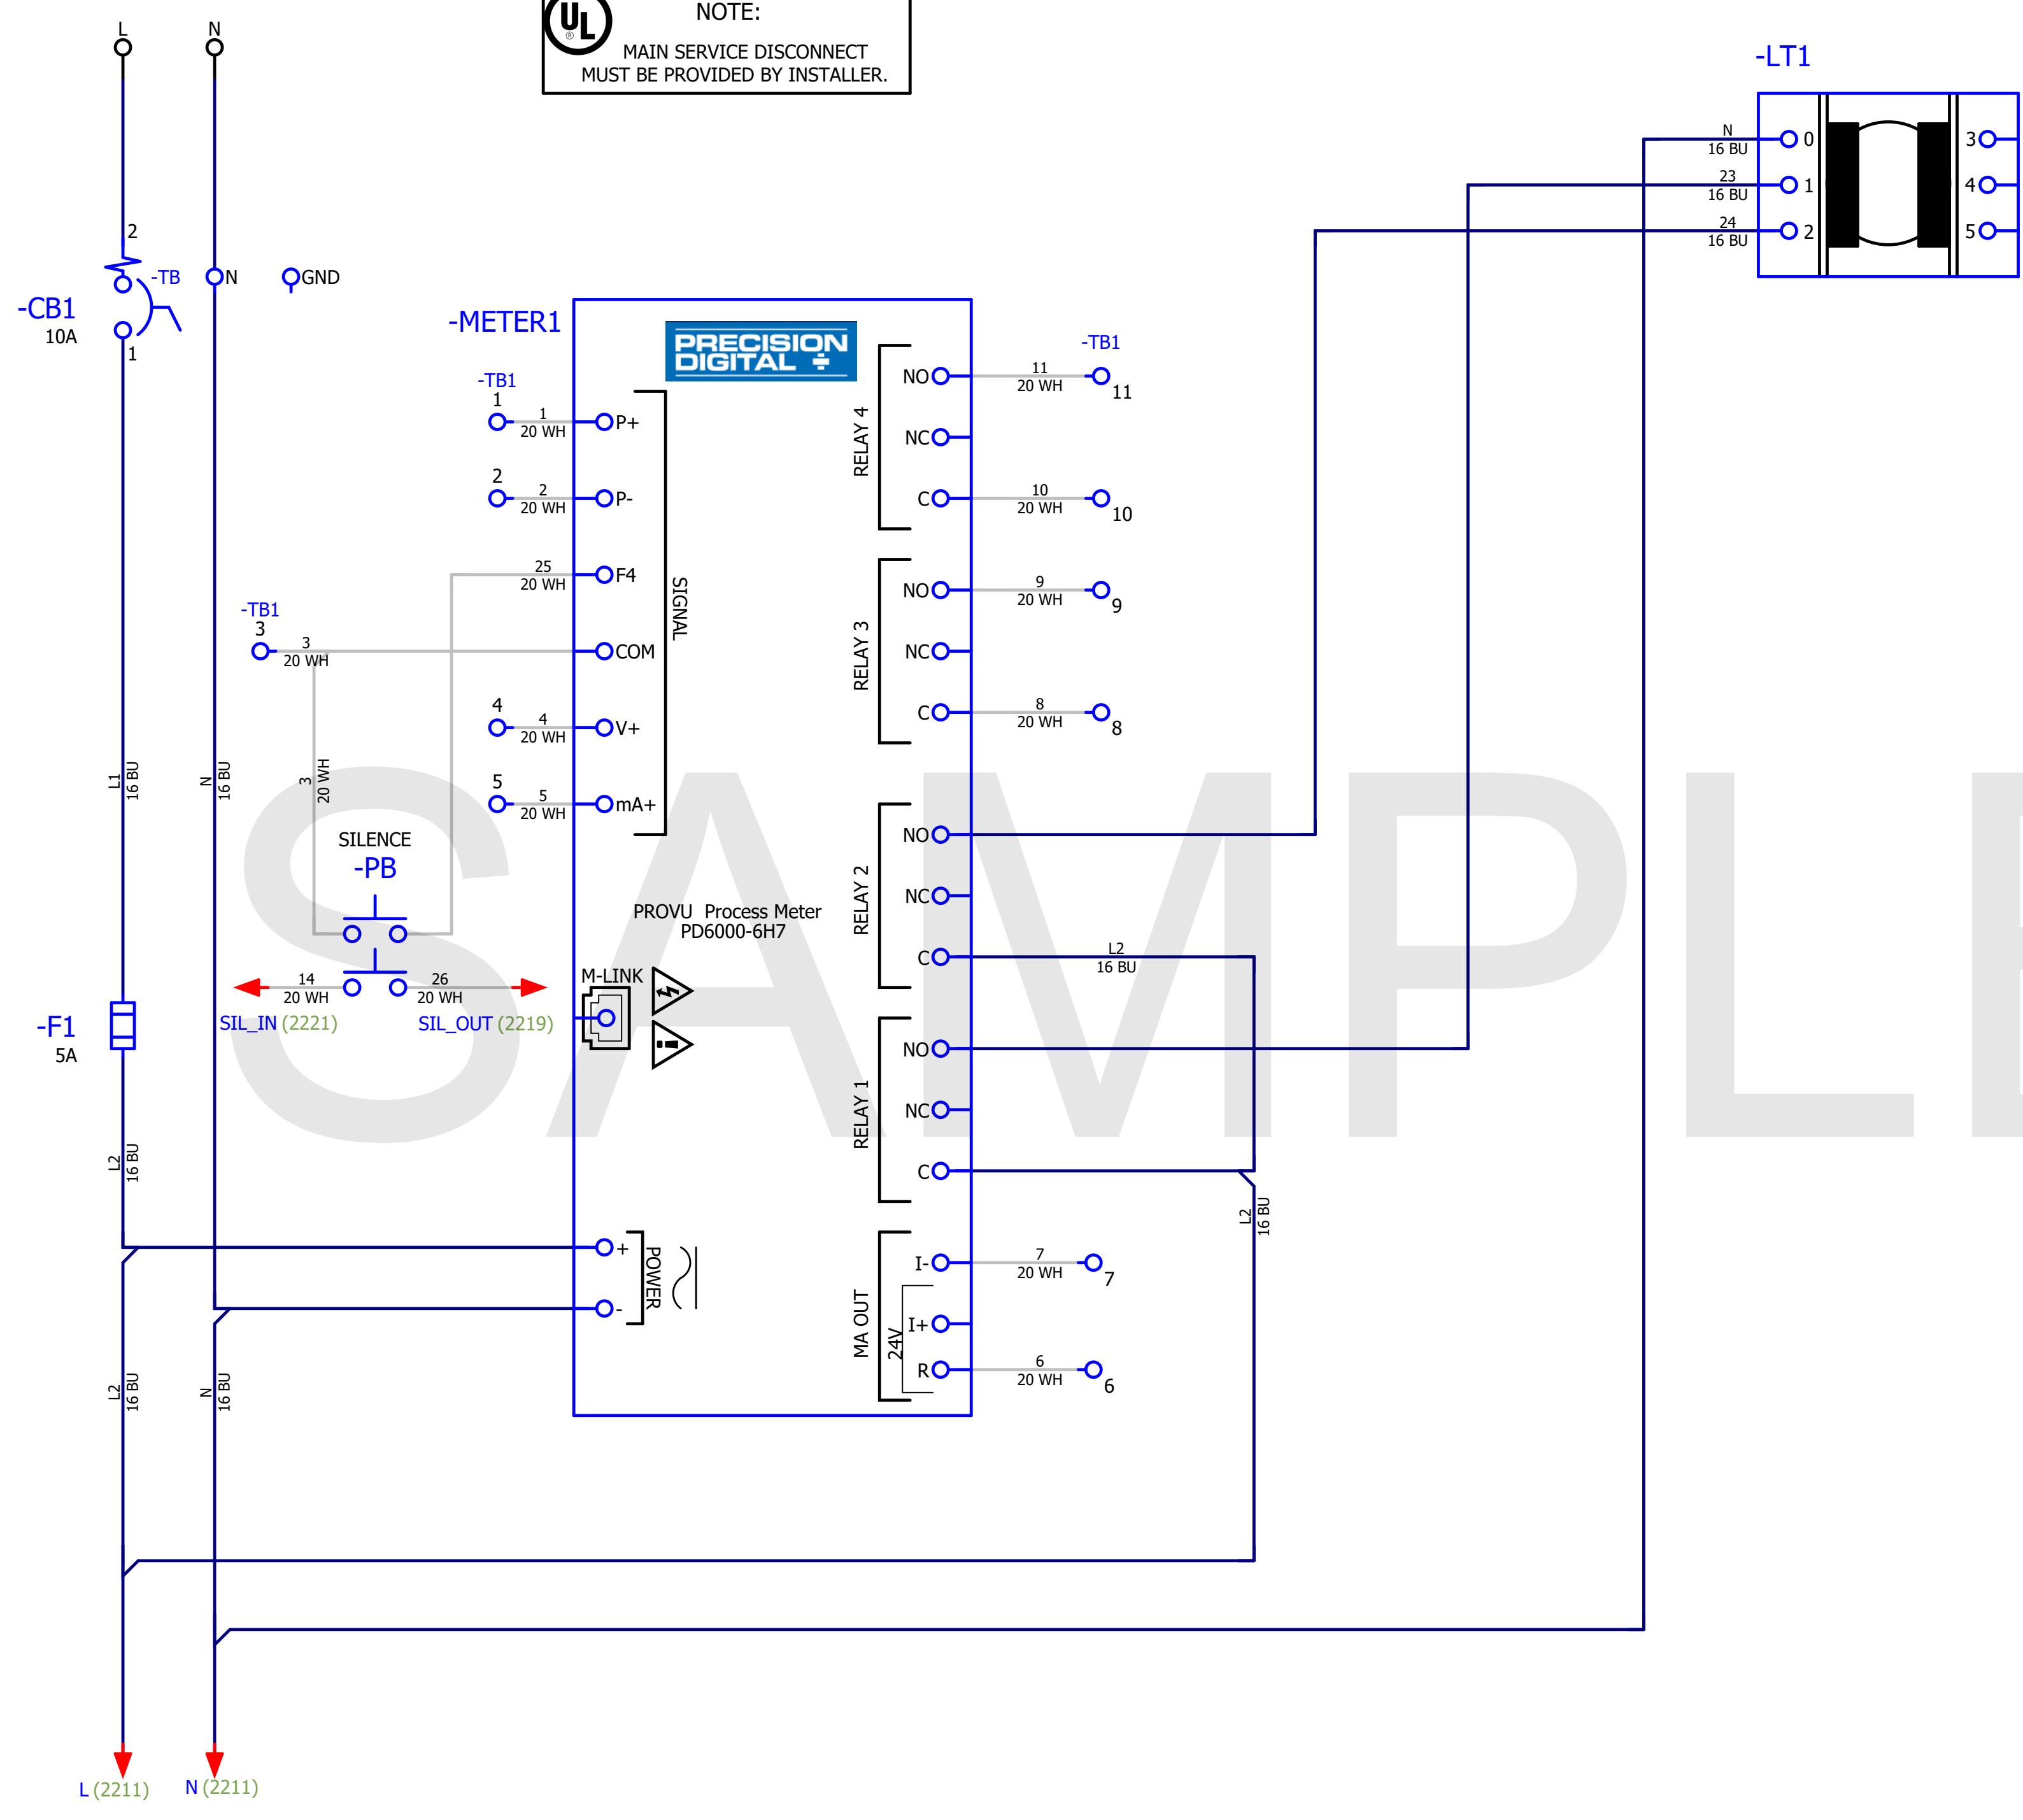 L
N
UL
®
NOTE:
MAIN SERVICE DISCONNECT
MUST BE PROVIDED BY INSTALLER.
-LT1
N
16 BU
0
3
23
16 BU
1
4
24
16 BU
2
5
2
-TB
N
GND
-CB1
10A
1
-METER1
PRECISION
DIGITAL
-TB1
1
1
20 WH
P+
2
2
20 WH
P-
25
20 WH
F4
-TB1
3
3
20 WH
COM
4
4
20 WH
V+
5
5
20 WH
mA+
SIGNAL
RELAY 4
NO
NC
C
-TB1
11
20 WH
11
10
20 WH
10
RELAY 3
NO
NC
C
9
20 WH
9
8
20 WH
8
L1
16 BU
N
16 BU
3
20 WH
SILENCE
-PB
14
20 WH
26
20 WH
SIL_IN (2221)
SIL_OUT (2219)
PROVU Process Meter
PD6000-6H7
M-LINK
RELAY 2
NO
NC
C
L2
16 BU
RELAY 1
NO
NC
C
L2
16 BU
-F1
5A
L2
16 BU
+
-
POWER
MA OUT
24V
I-
I+
R
7
20 WH
7
6
20 WH
6
L2
16 BU
N
16 BU
L (2211)
N (2211)
SAMPLE